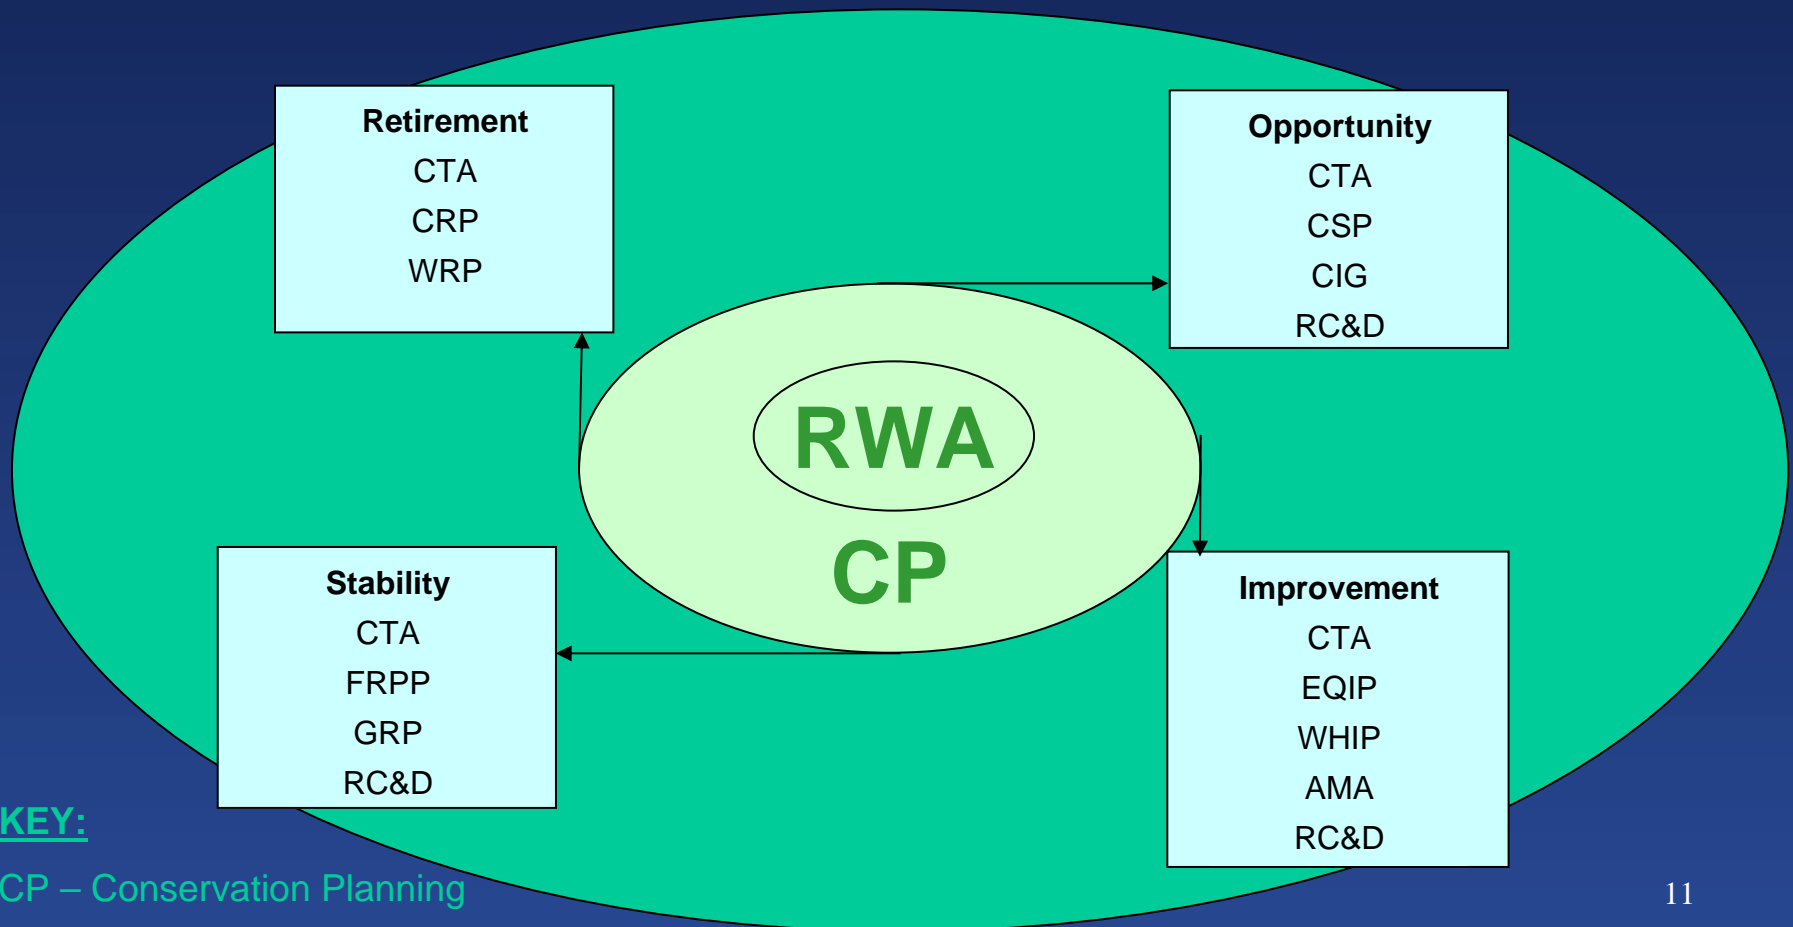 Retirement
CTA
CRP
WRP
Opportunity
CTA
CSP
CIG
RC&D
RWA
CP
Stability
CTA
FRPP
GRP
RC&D
Improvement
CTA
EQIP
WHIP
AMA
RC&D
KEY:
CP – Conservation Planning
11